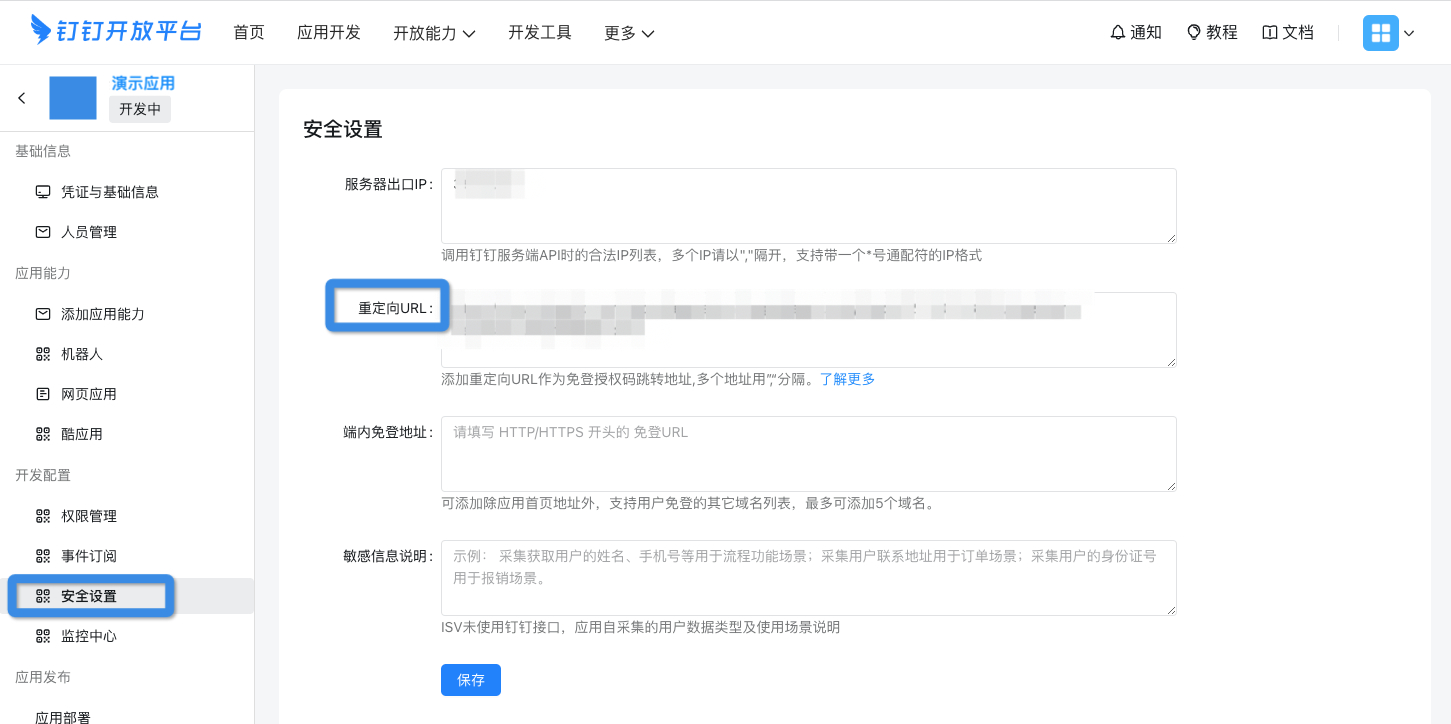 钉钉开放平台
首页
应用开发
开放能力
开发工具
更多
通知
教程
文档
演示应用
开发中
基础信息
凭证与基础信息
人员管理
应用能力
添加应用能力
机器人
网页应用
酷应用
开发配置
权限管理
事件订阅
安全设置
监控中心
应用发布
应用部署
安全设置
服务器出口IP:
调用钉钉服务端API时的合法IP列表，多个IP请以","隔开，支持带一个*号通配符的IP格式
重定向URL:
添加重定向URL作为免登授权码跳转地址,多个地址用”,“分隔。了解更多
端内免登地址:
请填写 HTTP/HTTPS 开头的 免登URL
可添加除应用首页地址外，支持用户免登的其它域名列表，最多可添加5个域名。
敏感信息说明:
示例： 采集获取用户的姓名、手机号等用于流程功能场景；采集用户联系地址用于订单场景；采集用户的身份证号
用于报销场景。
ISV未使用钉钉接口，应用自采集的用户数据类型及使用场景说明
保存